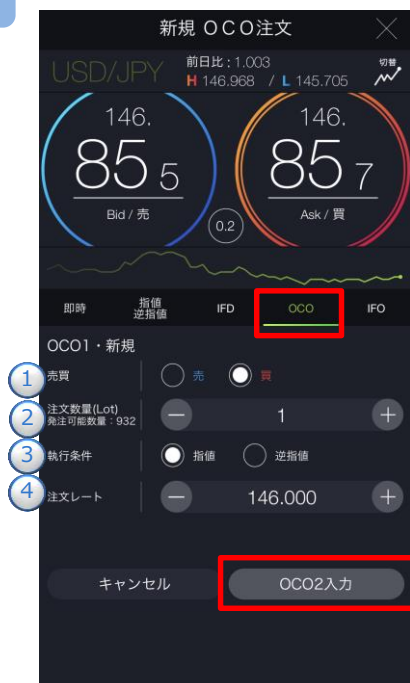 新規 OCO注文
USD/JPY
前日比：1.003
H 146.968 / L 145.705
切替
146.
85 5
Bid / 売
0.2
146.
85 7
Ask / 買
即時
指値
逆指値
IFD
OCO
IFO
OCO1・新規
1
売買
売
買
2
注文数量(Lot)
発注可能数量：932
1
3
執行条件
指値
逆指値
4
注文レート
146.000
キャンセル
OCO2入力